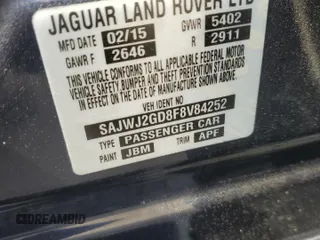 JAGUAR LAND ROVER LTD
MFD DATE 02/15 GVWR 5402
GAWR F 2646 R 2911
THIS VEHICLE CONFORMS TO ALL APPLICABLE FEDERAL MOTOR
VEHICLE SAFETY, BUMPER, AND THEFT PREVENTION STANDARDS
IN EFFECT ON THE DATE OF MANUFACTURE SHOWN ABOVE
VEH IDENT Nº
SAJWJ2GD8F8V84252
TYPE PASSENGER CAR
PAINT JBM TRIM APF
© DREAMBID